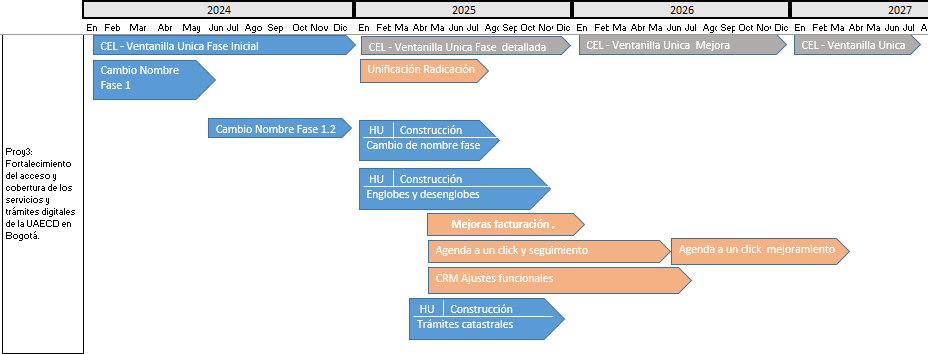 2024 2025 2026 2027
En Feb Mar Abr Jun Jul Ago Sep Oct Nov Dic En Feb Ma Abr Ma Jun Jul Agc Sep Oct Nov Dic En Feb Ma Abr Ma Jun Jul Ago Sep Oct Nov Dic En Feb Mar Abr Ma Jun Jul A
CEL - Ventanilla Unica Fase Inicial
CEL - Ventanilla Unica Fase detallada
CEL - Ventanilla Unica Mejora
CEL - Ventanilla Unica
Cambio Nombre
Fase 1
Unificación Radicación
Cambio Nombre Fase 1.2
HU Construcción
Cambio de nombre fase
Proy3:
Fortalecimiento
del acceso y
cobertura de los
servicios y
trámites digitales
de la UAECD en
Bogotá.
HU Construcción
Englobes y desenglobes
Mejoras facturación ,
Agenda a un click y seguimiento
Agenda a un click mejoramiento
CRM Ajustes funcionales
HU Construcción
Trámites catastrales